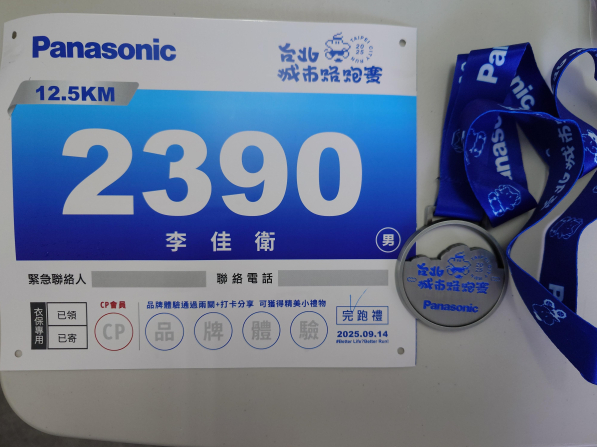 Panasonic
台北
城市路跑賽
TAIPEI CITY RUN 2025
12.5KM
2390
李佳衛
男
緊急聯絡人
聯絡電話
衣保專用
已領
已寄
CP會員
CP
品牌體驗通過兩關+打卡分享 可獲得精美小禮物
品 牌 體 驗
完跑禮
2025.09.14
#Better Life?Better Run!
台北
城市路跑賽
Panasonic
Panasonic
Panasonic